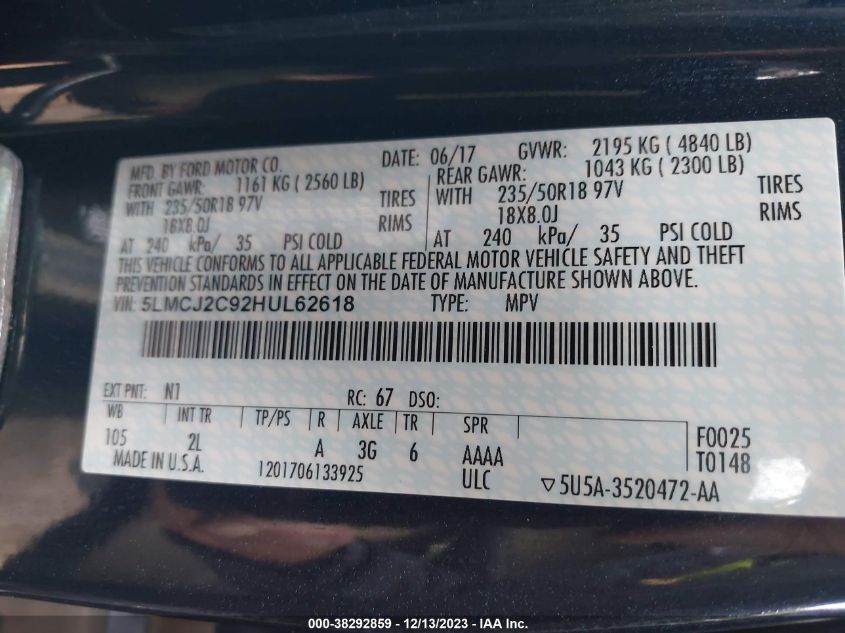 MFD. BY FORD MOTOR CO. DATE: 06/17 GVWR: 2195 KG ( 4840 LB)
FRONT GAWR: 1161 KG ( 2560 LB) REAR GAWR: 1043 KG ( 2300 LB)
WITH 235/50R18 97V TIRES WITH 235/50R18 97V TIRES
18X8.0J RIMS 18X8.0J RIMS
AT 240 kPa/ 35 PSI COLD AT 240 kPa/ 35 PSI COLD
THIS VEHICLE CONFORMS TO ALL APPLICABLE FEDERAL MOTOR VEHICLE SAFETY AND THEFT
PREVENTION STANDARDS IN EFFECT ON THE DATE OF MANUFACTURE SHOWN ABOVE.
VIN: 5LMCJ2C92HUL62618 TYPE: MPV
EXT PNT: N1 RC: 67 DSO:
WB INT TR TP/PS R AXLE TR SPR
105 2L A 3G 6 AAAA F0025
MADE IN U.S.A. 1201706133925 ULC T0148
▽5U5A-3520472-AA
000-38292859 - 12/13/2023 - IAA Inc.